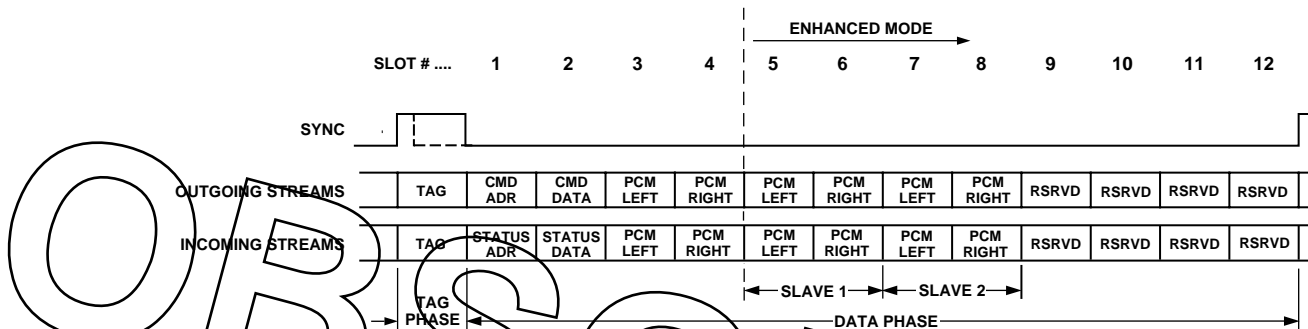 ENHANCED MODE
SLOT # .... 1 2 3 4 5 6 7 8 9 10 11 12
SYNC
OUTGOING STREAMS TAG CMD ADR CMD DATA PCM LEFT PCM RIGHT PCM LEFT PCM RIGHT PCM LEFT PCM RIGHT RSRVD RSRVD RSRVD RSRVD
INCOMING STREAMS TAG STATUS ADR STATUS DATA PCM LEFT PCM RIGHT PCM LEFT PCM RIGHT PCM LEFT PCM RIGHT RSRVD RSRVD RSRVD RSRVD
SLAVE 1 SLAVE 2
TAG PHASE DATA PHASE